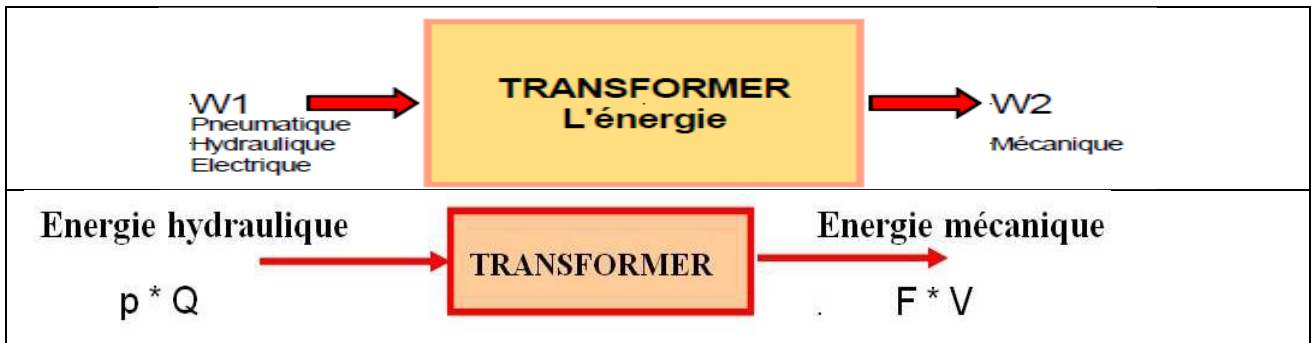 W1
Pneumatique
Hydraulique
Electrique
TRANSFORMER
L'énergie
W2
Mécanique
Energie hydraulique
p * Q
TRANSFORMER
Energie mécanique
F * V